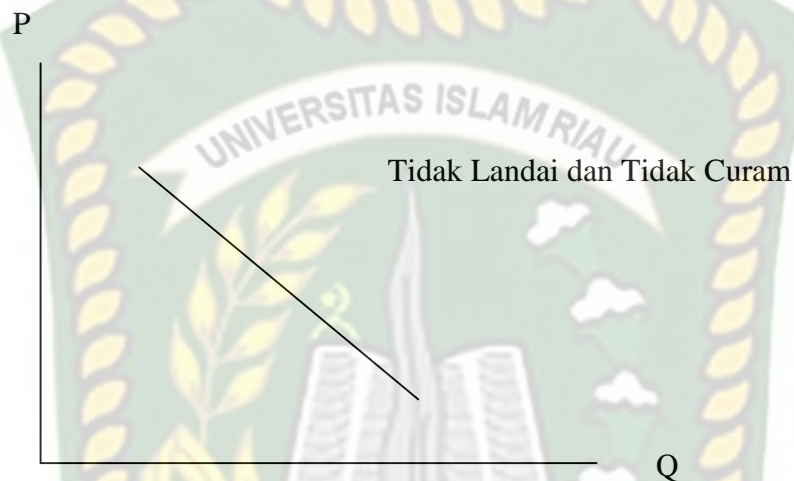 P
UNIVERSITAS ISLAM RIAU
Tidak Landai dan Tidak Curam
Q